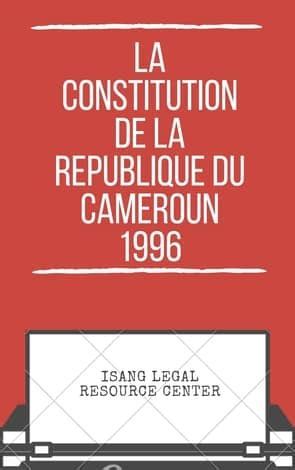 LA
CONSTITUTION
DE LA
REPUBLIQUE DU
CAMEROUN
1996
ISANG LEGAL
RESOURCE CENTER